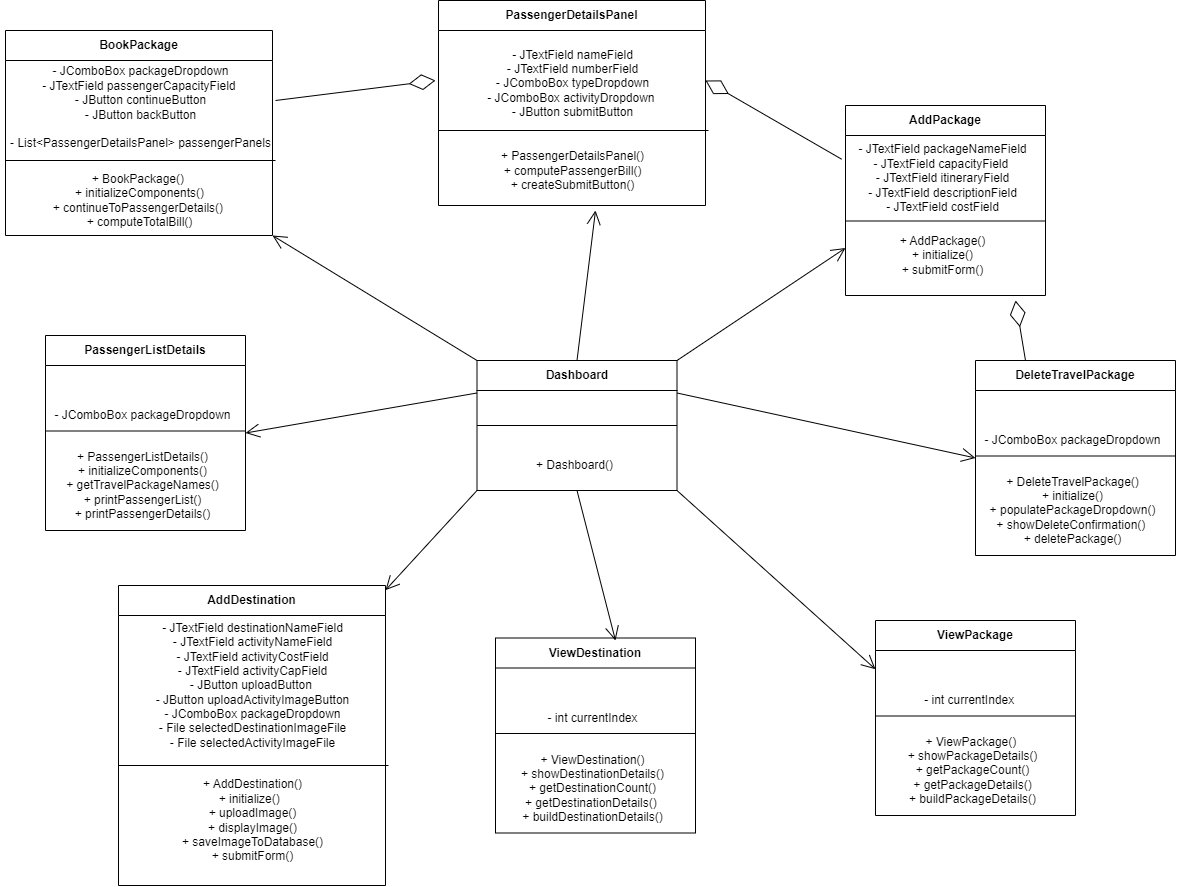 PassengerDetailsPanel
- JTextField nameField
- JTextField numberField
- JComboBox typeDropdown
- JComboBox activityDropdown
- JButton submitButton
+ PassengerDetailsPanel()
+ computePassengerBill()
+ createSubmitButton()
BookPackage
- JComboBox packageDropdown
- JTextField passengerCapacityField
- JButton continueButton
- JButton backButton
- List<PassengerDetailsPanel> passengerPanels
+ BookPackage()
+ initializeComponents()
+ continueToPassengerDetails()
+ computeTotalBill()
AddPackage
- JTextField packageNameField
- JTextField capacityField
- JTextField itineraryField
- JTextField descriptionField
- JTextField costField
+ AddPackage()
+ initialize()
+ submitForm()
PassengerListDetails
- JComboBox packageDropdown
+ PassengerListDetails()
+ initializeComponents()
+ getTravelPackageNames()
+ printPassengerList()
+ printPassengerDetails()
Dashboard
+ Dashboard()
DeleteTravelPackage
- JComboBox packageDropdown
+ DeleteTravelPackage()
+ initialize()
+ populatePackageDropdown()
+ showDeleteConfirmation()
+ deletePackage()
AddDestination
- JTextField destinationNameField
- JTextField activityNameField
- JTextField activityCostField
- JTextField activityCapField
- JButton uploadButton
- JButton uploadActivityImageButton
- JComboBox packageDropdown
- File selectedDestinationImageFile
- File selectedActivityImageFile
+ AddDestination()
+ initialize()
+ uploadImage()
+ displayImage()
+ saveImageToDatabase()
+ submitForm()
ViewDestination
- int currentIndex
+ ViewDestination()
+ showDestinationDetails()
+ getDestinationCount()
+ getDestinationDetails()
+ buildDestinationDetails()
ViewPackage
- int currentIndex
+ ViewPackage()
+ showPackageDetails()
+ getPackageCount()
+ getPackageDetails()
+ buildPackageDetails()